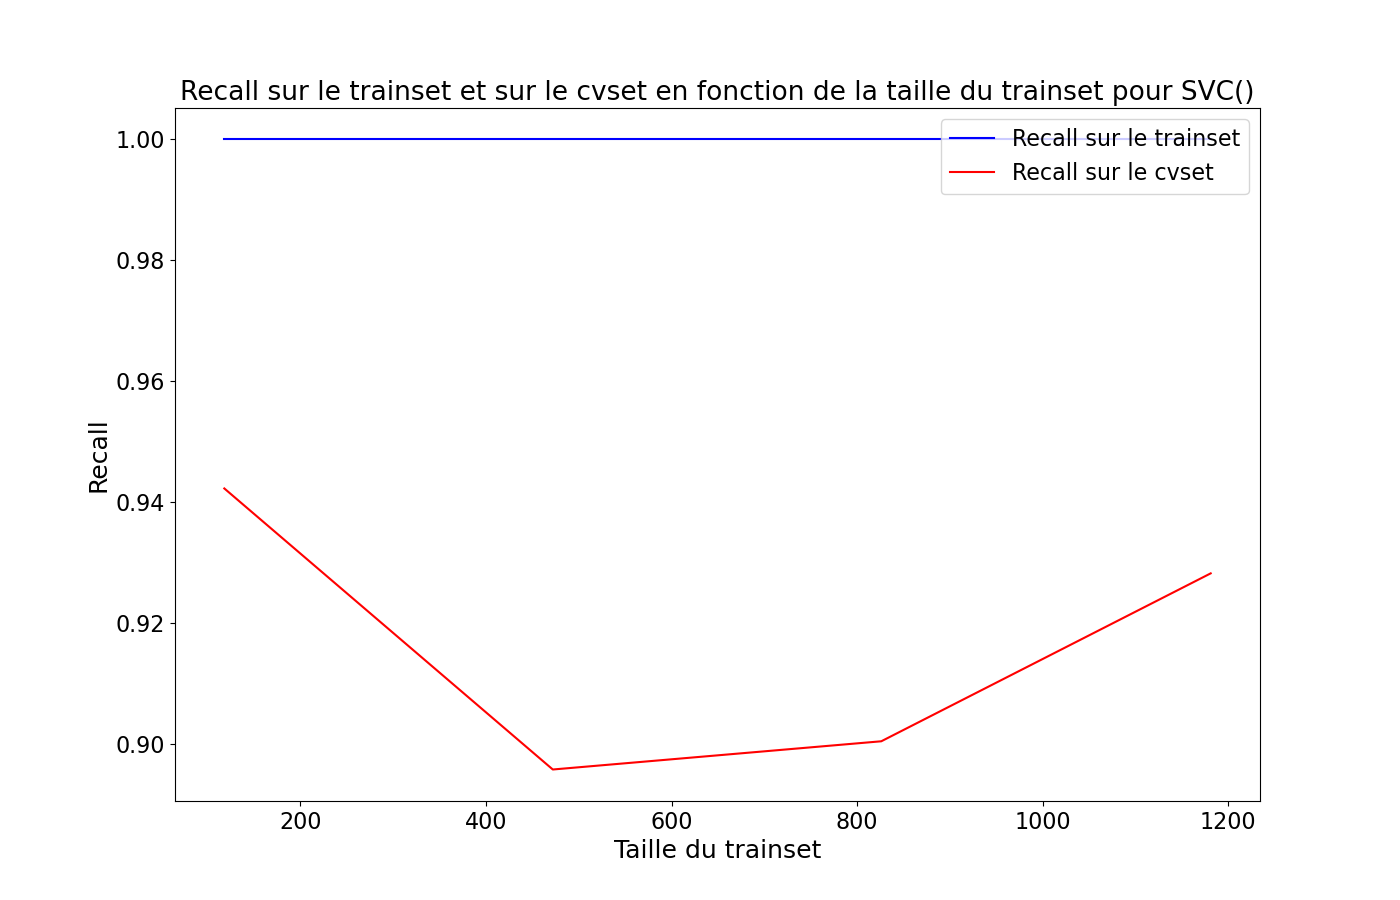 Recall sur le trainset et sur le cvset en fonction de la taille du trainset pour SVC()
Recall sur le trainset
Recall sur le cvset
Recall
1.00
0.98
0.96
0.94
0.92
0.90
200 400 600 800 1000 1200
Taille du trainset